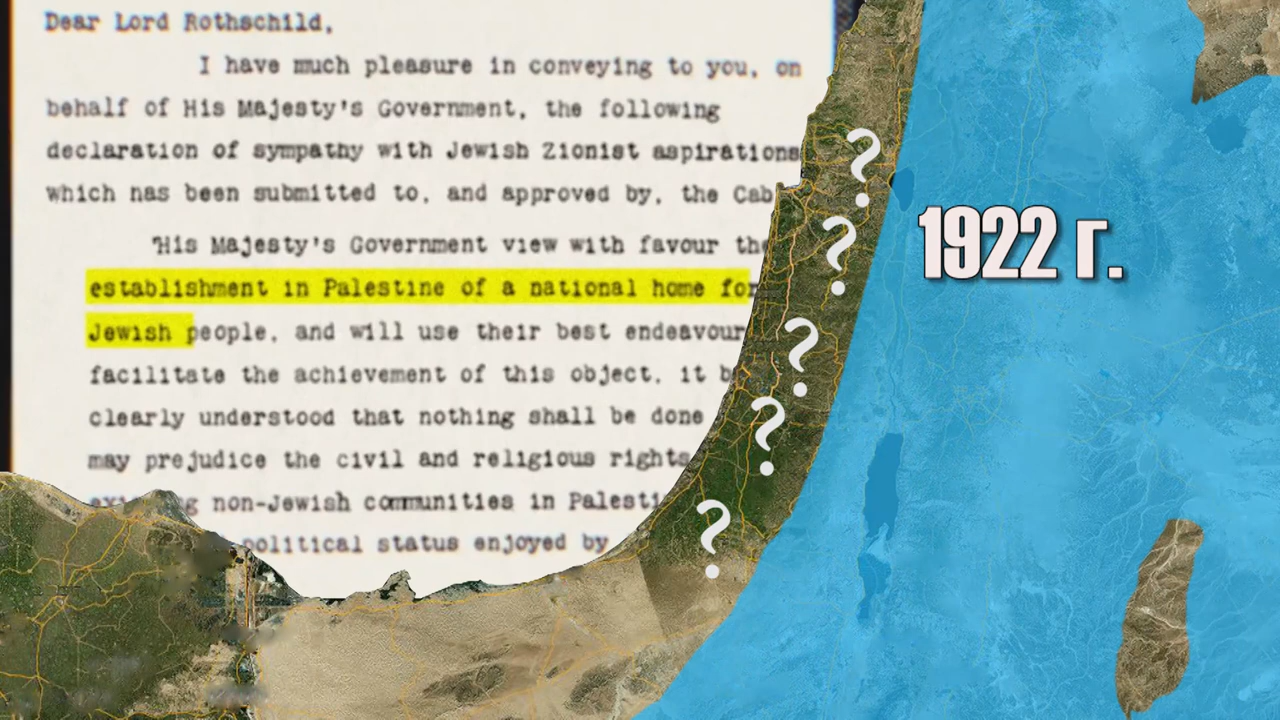 Dear Lord Rothschild,
I have much pleasure in conveying to you, on
behalf of His Majesty's Government, the following
declaration of sympathy with Jewish Zionist aspirations
which has been submitted to, and approved by, the Cab
'His Majesty's Government view with favour the
establishment in Palestine of a national home for
Jewish people, and will use their best endeavour
facilitate the achievement of this object, it b
clearly understood that nothing shall be done
may prejudice the civil and religious rights
non-Jewish communities in Palesti
political status enjoyed by
1922 г.
?
?
?
?
?